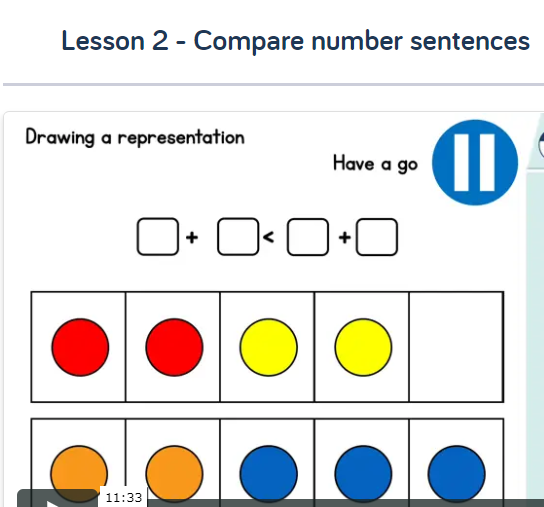 Lesson 2 - Compare number sentences
Drawing a representation
Have a go
+ < +
11:33